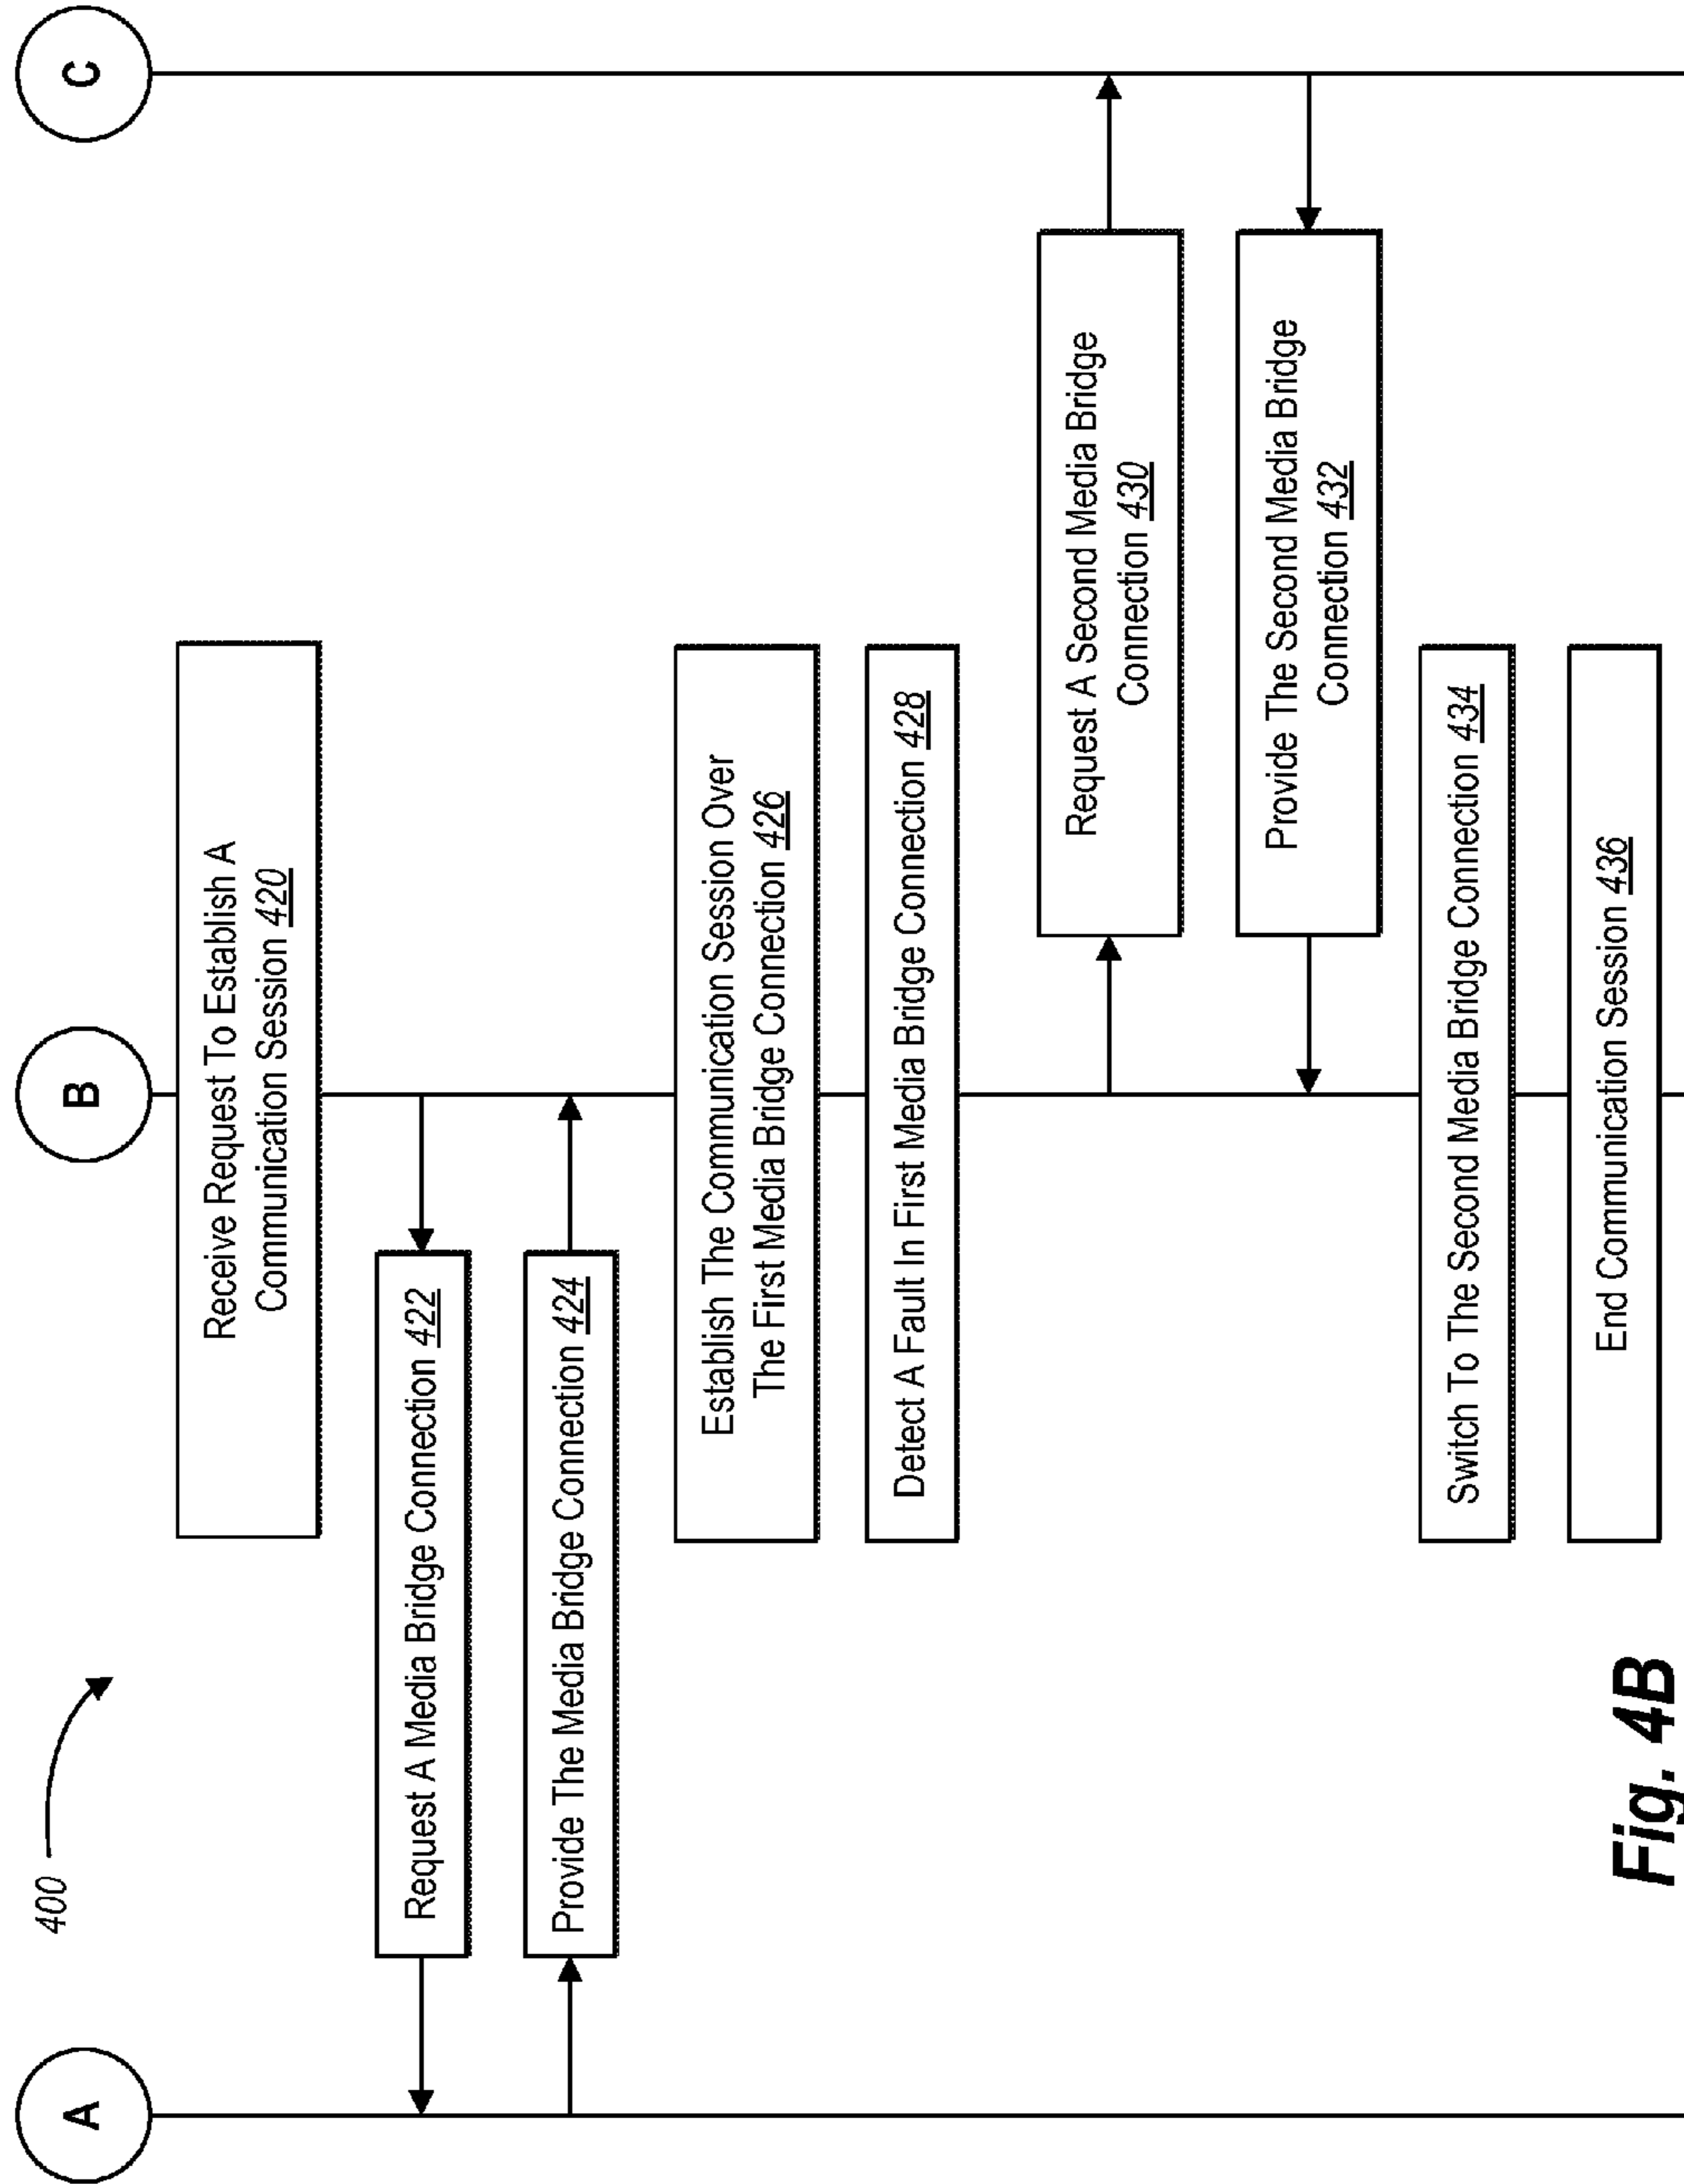 400
A
B
C
Receive Request To Establish A
Communication Session 420
Request A Media Bridge Connection 422
Provide The Media Bridge Connection 424
Establish The Communication Session Over
The First Media Bridge Connection 426
Detect A Fault In First Media Bridge Connection 428
Request A Second Media Bridge
Connection 430
Provide The Second Media Bridge
Connection 432
Switch To The Second Media Bridge Connection 434
End Communication Session 436
Fig. 4B